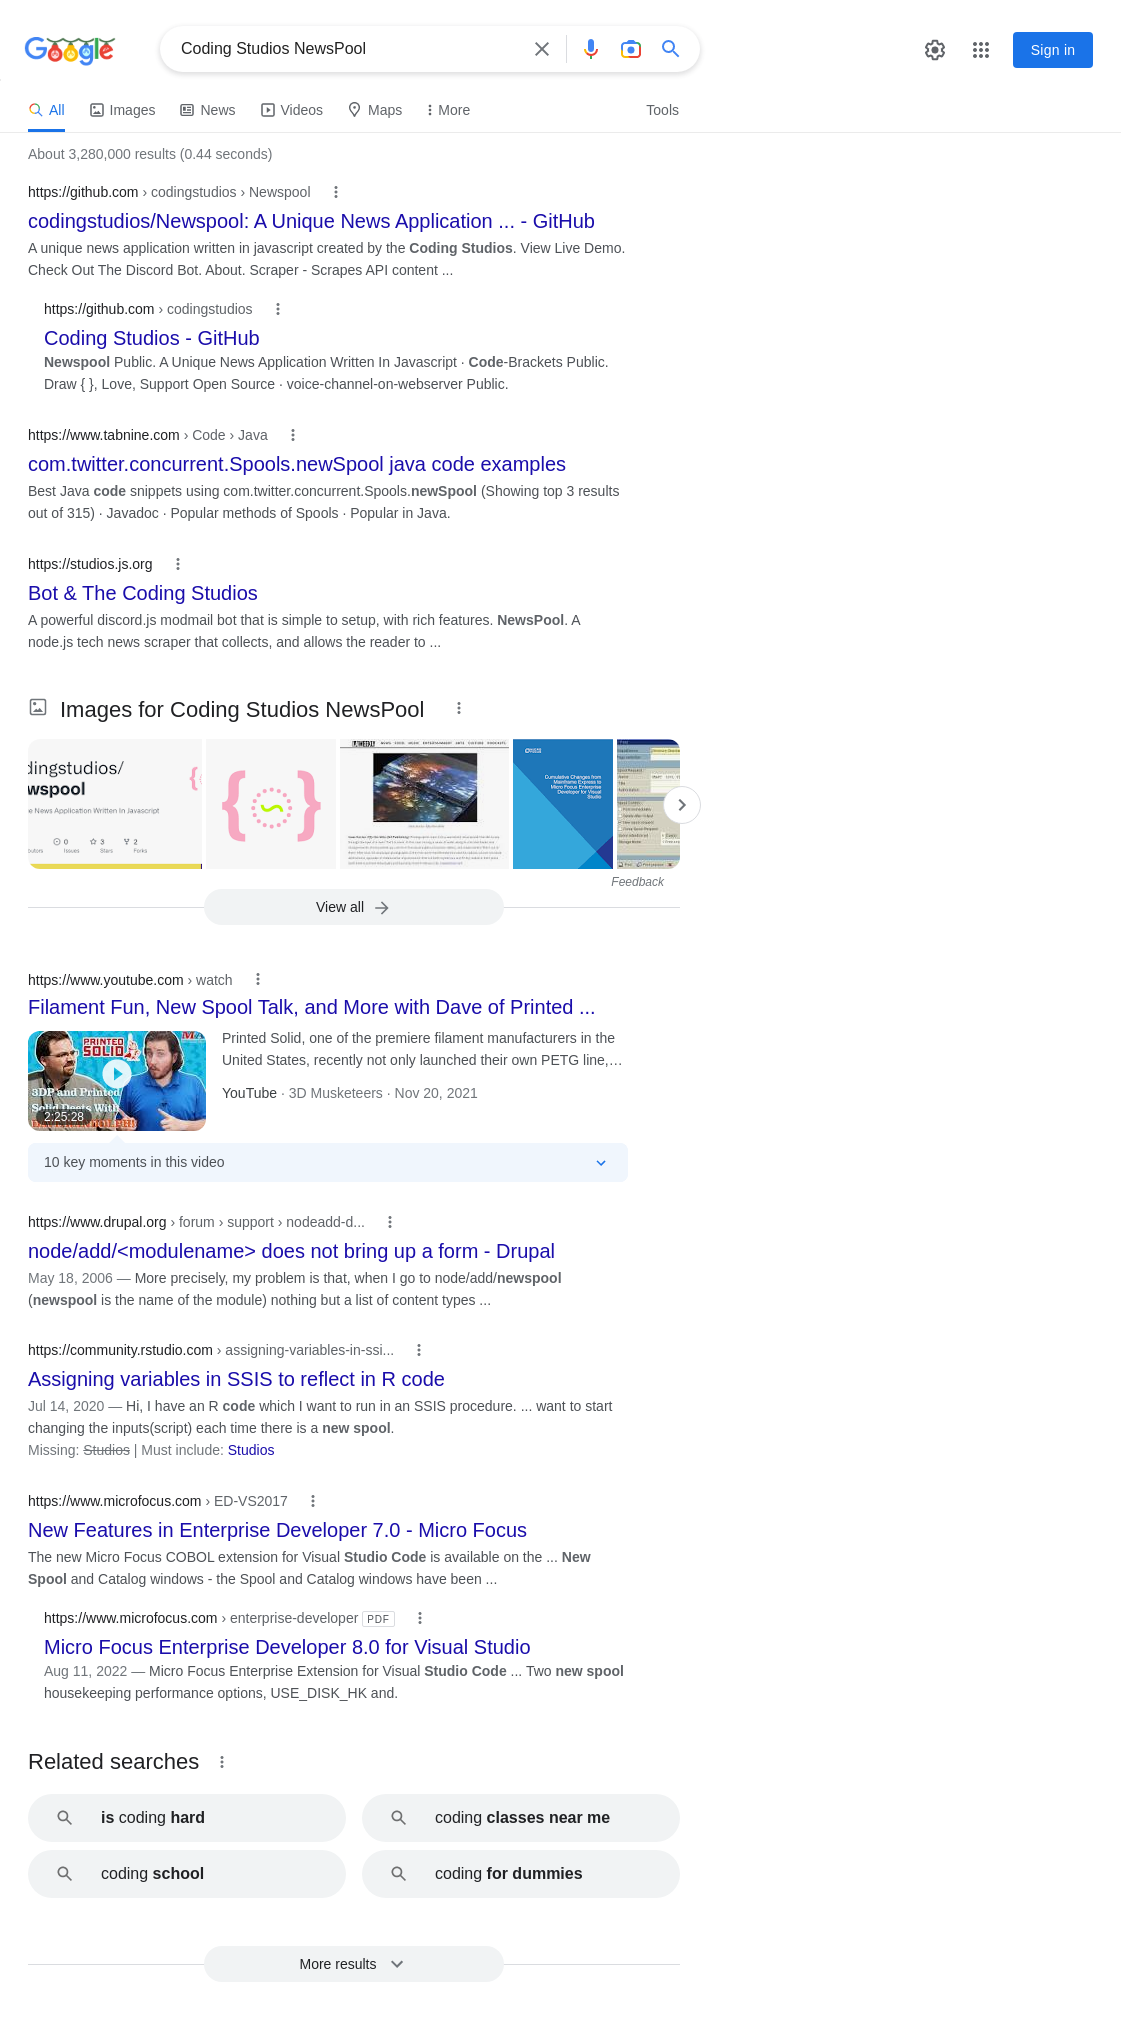 Google
Coding Studios NewsPool
Sign in
All Images News Videos Maps More Tools
About 3,280,000 results (0.44 seconds)
https://github.com › codingstudios › Newspool
codingstudios/Newspool: A Unique News Application ... - GitHub
A unique news application written in javascript created by the Coding Studios. View Live Demo.
Check Out The Discord Bot. About. Scraper - Scrapes API content ...
https://github.com › codingstudios
Coding Studios - GitHub
Newspool Public. A Unique News Application Written In Javascript · Code-Brackets Public.
Draw { }, Love, Support Open Source · voice-channel-on-webserver Public.
https://www.tabnine.com › Code › Java
com.twitter.concurrent.Spools.newSpool java code examples
Best Java code snippets using com.twitter.concurrent.Spools.newSpool (Showing top 3 results
out of 315) · Javadoc · Popular methods of Spools · Popular in Java.
https://studios.js.org
Bot & The Coding Studios
A powerful discord.js modmail bot that is simple to setup, with rich features. NewsPool. A
node.js tech news scraper that collects, and allows the reader to ...
Images for Coding Studios NewsPool
dingstudios/
wspool
e News Application Written In Javascript
0 3 2
Issues Stars Forks
{ }
Cumulative Changes from
Mainframe Express to
Micro Focus Enterprise
Developer for Visual
Studio
Feedback
View all
https://www.youtube.com › watch
Filament Fun, New Spool Talk, and More with Dave of Printed ...
PRINTED
SOLID
3DP and Printed
Solid Deets With
2:25:28
Printed Solid, one of the premiere filament manufacturers in the
United States, recently not only launched their own PETG line,...
YouTube · 3D Musketeers · Nov 20, 2021
10 key moments in this video
https://www.drupal.org › forum › support › nodeadd-d...
node/add/<modulename> does not bring up a form - Drupal
May 18, 2006 — More precisely, my problem is that, when I go to node/add/newspool
(newspool is the name of the module) nothing but a list of content types ...
https://community.rstudio.com › assigning-variables-in-ssi...
Assigning variables in SSIS to reflect in R code
Jul 14, 2020 — Hi, I have an R code which I want to run in an SSIS procedure. ... want to start
changing the inputs(script) each time there is a new spool.
Missing: Studios | Must include: Studios
https://www.microfocus.com › ED-VS2017
New Features in Enterprise Developer 7.0 - Micro Focus
The new Micro Focus COBOL extension for Visual Studio Code is available on the ... New
Spool and Catalog windows - the Spool and Catalog windows have been ...
https://www.microfocus.com › enterprise-developer PDF
Micro Focus Enterprise Developer 8.0 for Visual Studio
Aug 11, 2022 — Micro Focus Enterprise Extension for Visual Studio Code ... Two new spool
housekeeping performance options, USE_DISK_HK and.
Related searches
is coding hard
coding classes near me
coding school
coding for dummies
More results